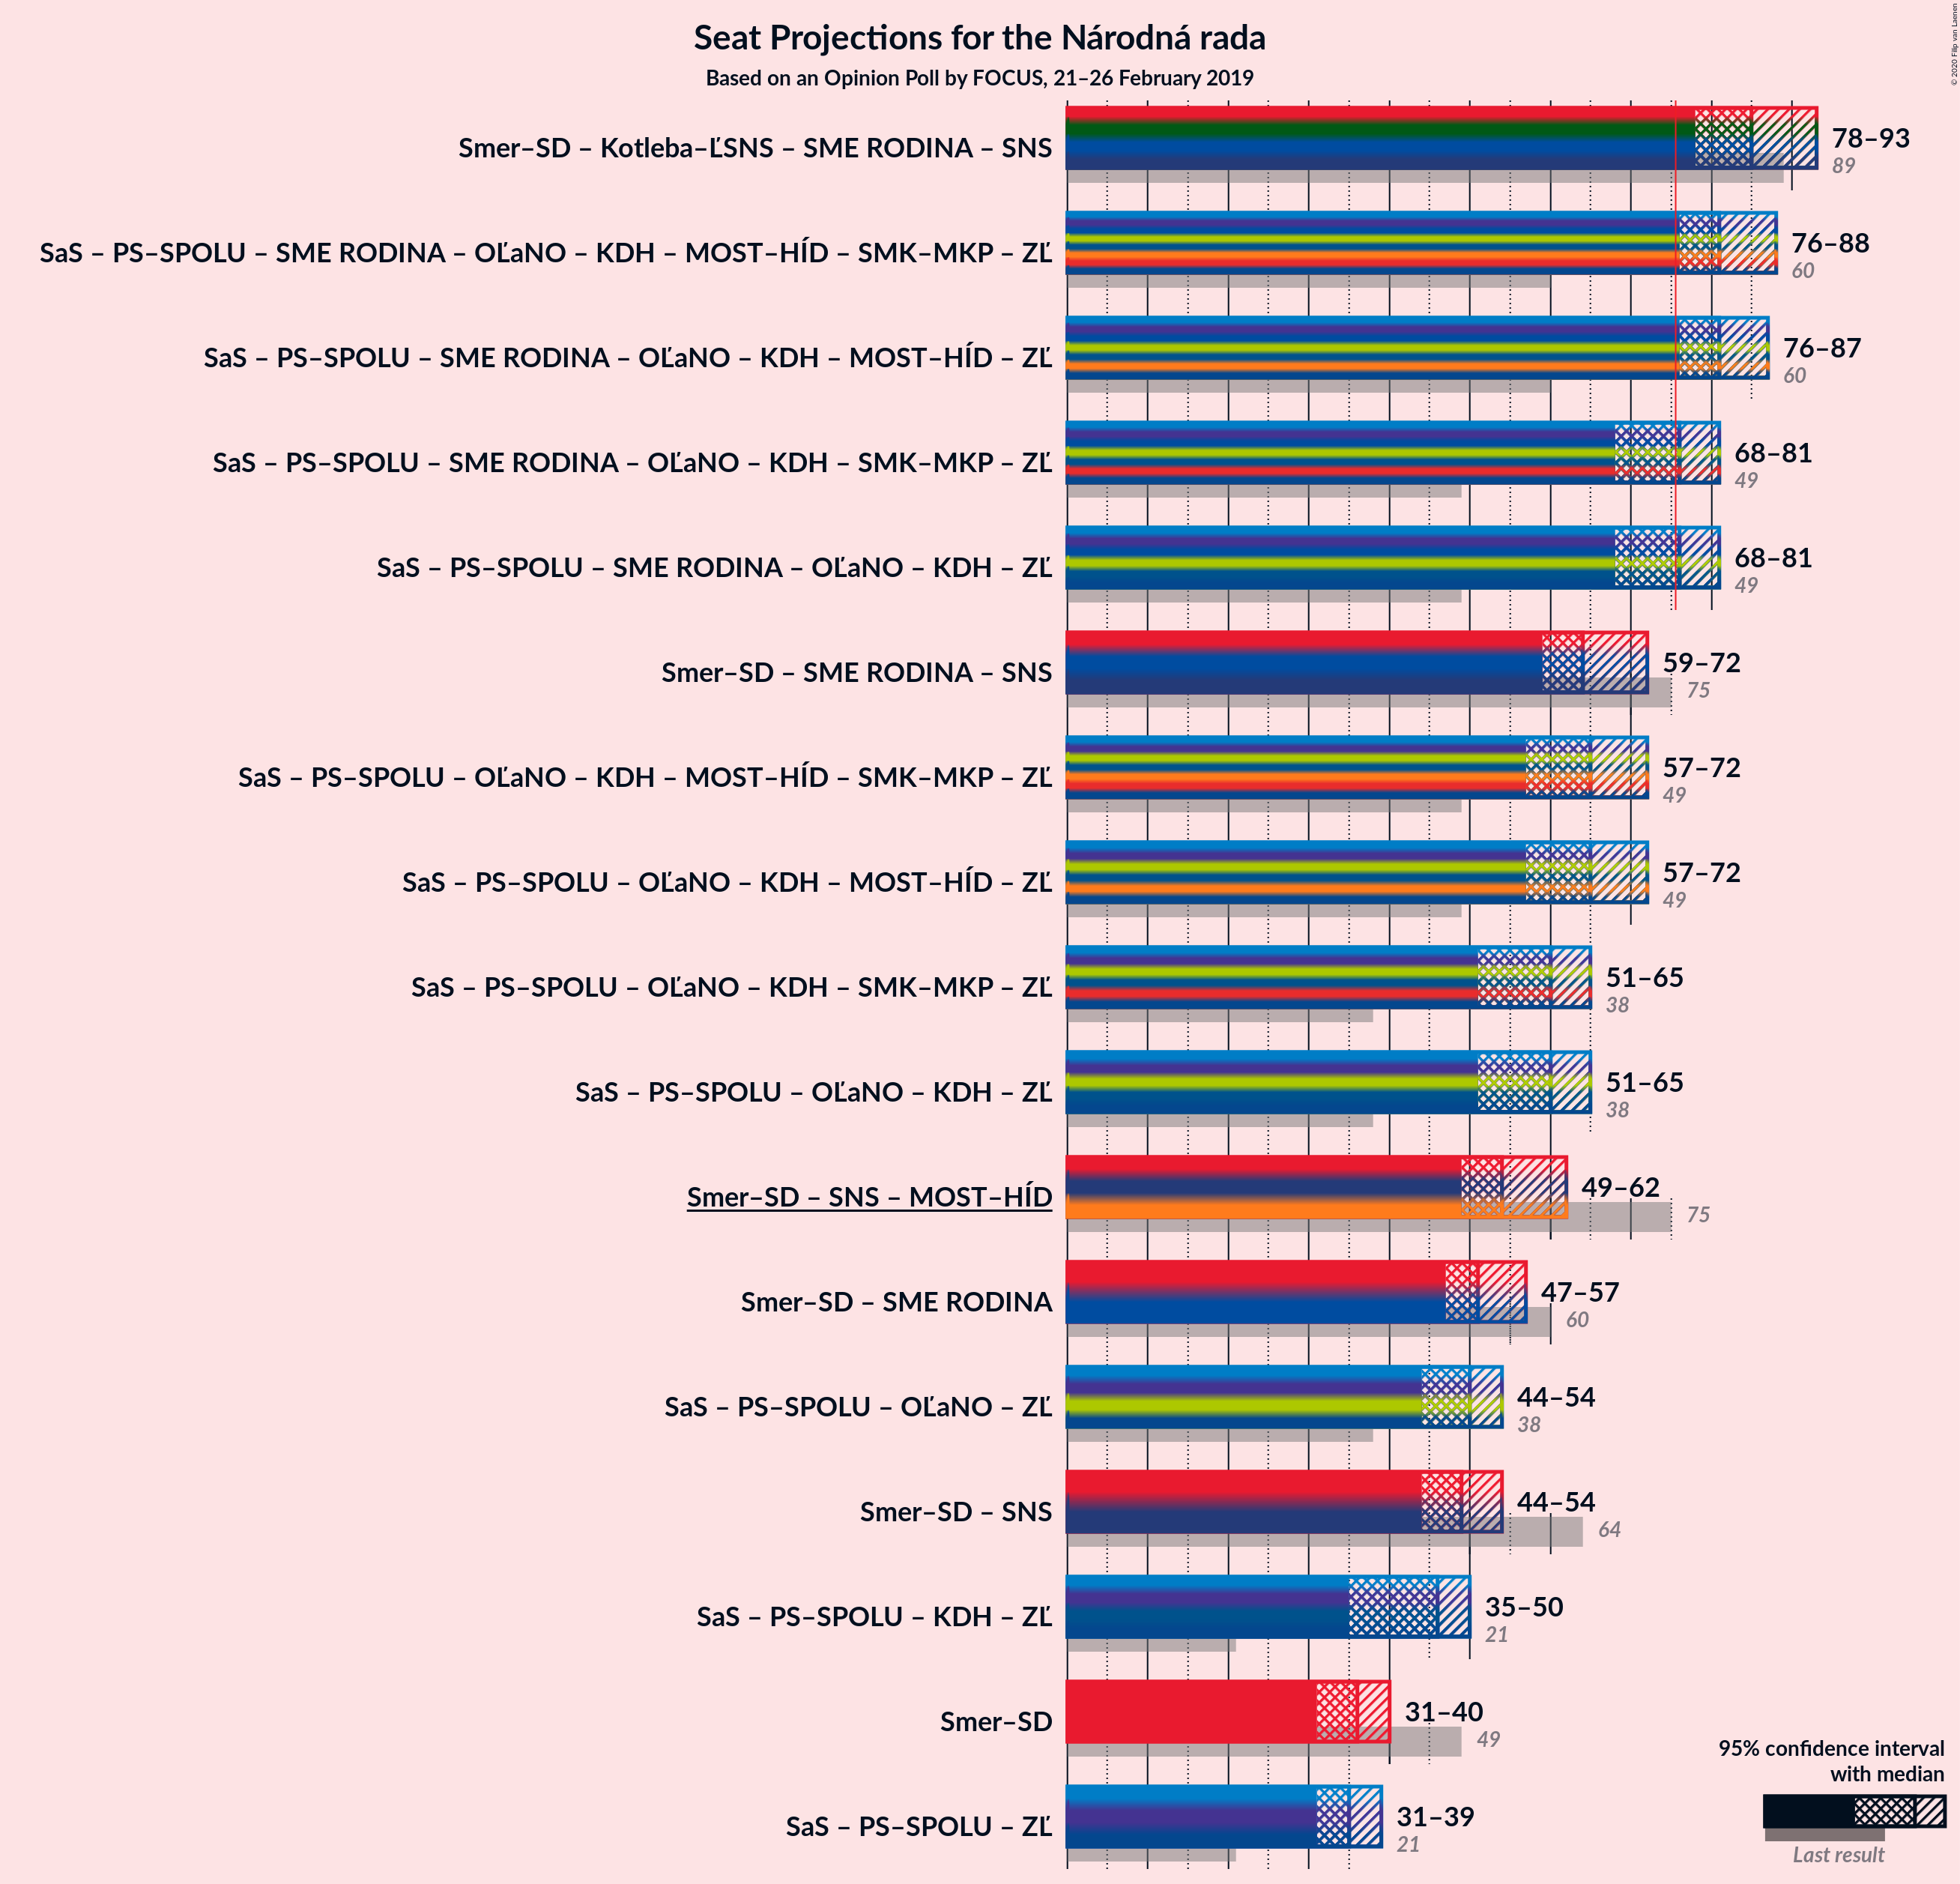 Seat Projections for the Národná rada
Based on an Opinion Poll by FOCUS, 21–26 February 2019
© 2020 Filip van Laenen
Smer–SD – Kotleba–ĽSNS – SME RODINA – SNS
78–93
89
SaS – PS–SPOLU – SME RODINA – OĽaNO – KDH – MOST–HÍD – SMK–MKP – ZĽ
76–88
60
SaS – PS–SPOLU – SME RODINA – OĽaNO – KDH – MOST–HÍD – ZĽ
76–87
60
SaS – PS–SPOLU – SME RODINA – OĽaNO – KDH – SMK–MKP – ZĽ
68–81
49
SaS – PS–SPOLU – SME RODINA – OĽaNO – KDH – ZĽ
68–81
49
Smer–SD – SME RODINA – SNS
59–72
75
SaS – PS–SPOLU – OĽaNO – KDH – MOST–HÍD – SMK–MKP – ZĽ
57–72
49
SaS – PS–SPOLU – OĽaNO – KDH – MOST–HÍD – ZĽ
57–72
49
SaS – PS–SPOLU – OĽaNO – KDH – SMK–MKP – ZĽ
51–65
38
SaS – PS–SPOLU – OĽaNO – KDH – ZĽ
51–65
38
Smer–SD – SNS – MOST–HÍD
49–62
75
Smer–SD – SME RODINA
47–57
60
SaS – PS–SPOLU – OĽaNO – ZĽ
44–54
38
Smer–SD – SNS
44–54
64
SaS – PS–SPOLU – KDH – ZĽ
35–50
21
Smer–SD
31–40
49
SaS – PS–SPOLU – ZĽ
31–39
21
95% confidence interval
with median
Last result